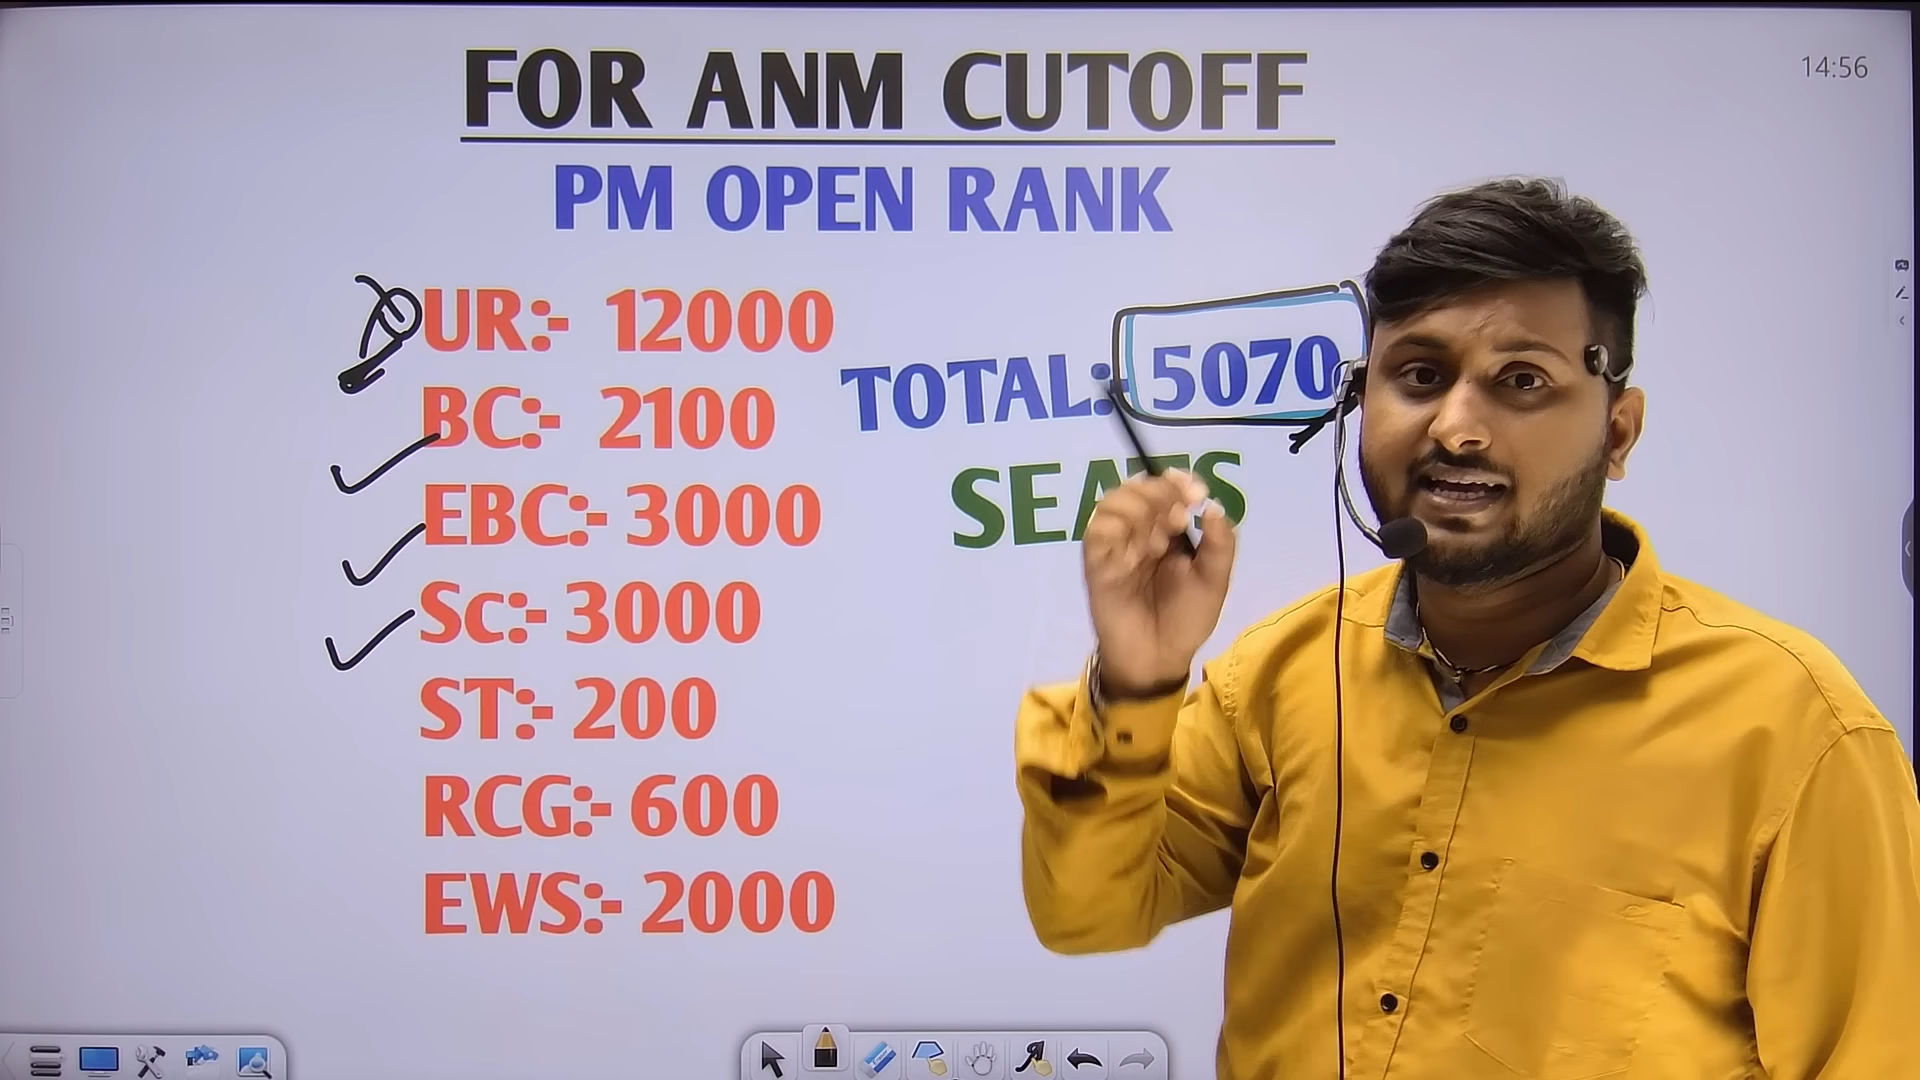 FOR ANM CUTOFF
14:56
PM OPEN RANK
UR:- 12000
BC:- 2100
EBC:- 3000
Sc:- 3000
ST:- 200
RCG:- 600
EWS:- 2000
TOTAL:- 5070
SEATS